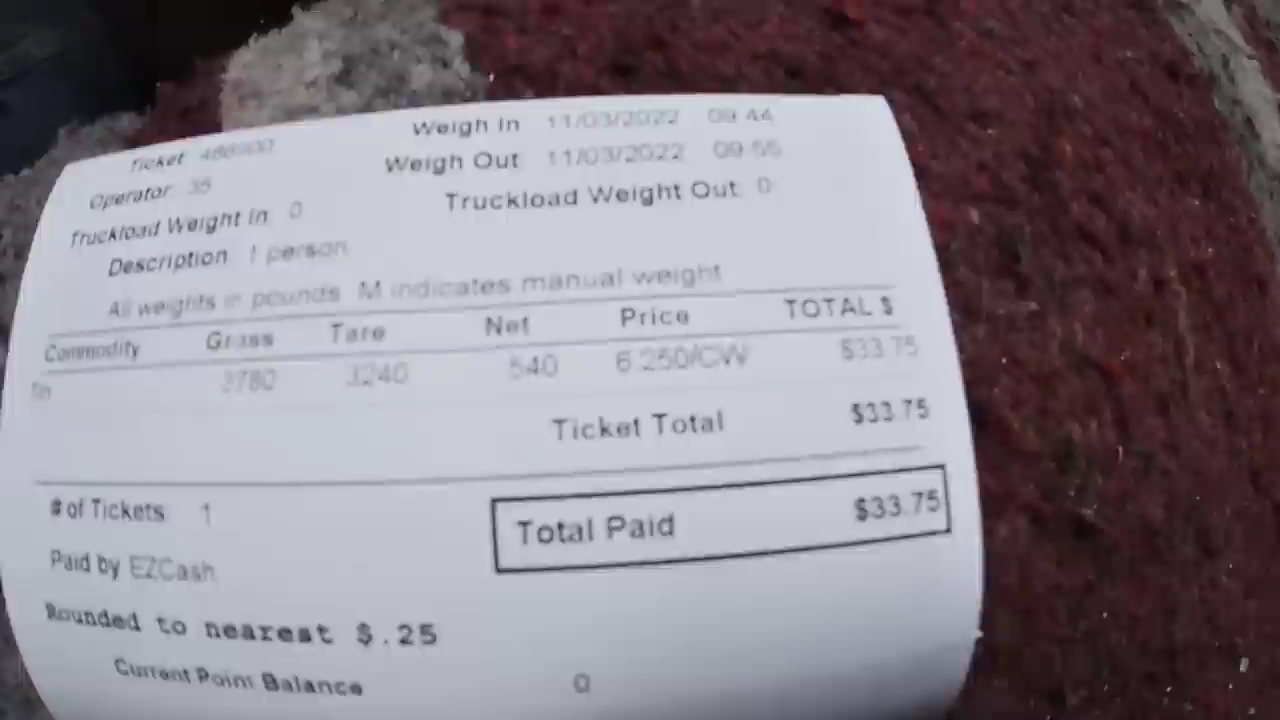 Ticket
Weigh In 11/03/2022 09:44
Operator: 35
Weigh Out 11/03/2022 09:55
Truckload Weight In 0
Truckload Weight Out 0
Description 1 person
All weights in pounds M indicates manual weight
Commodity Gross Tare Net Price TOTAL $
Tin 3780 3240 540 6.250/CW $33.75
Ticket Total $33.75
# of Tickets 1
Total Paid $33.75
Paid by EZCash
Rounded to nearest $.25
Current Point Balance 0